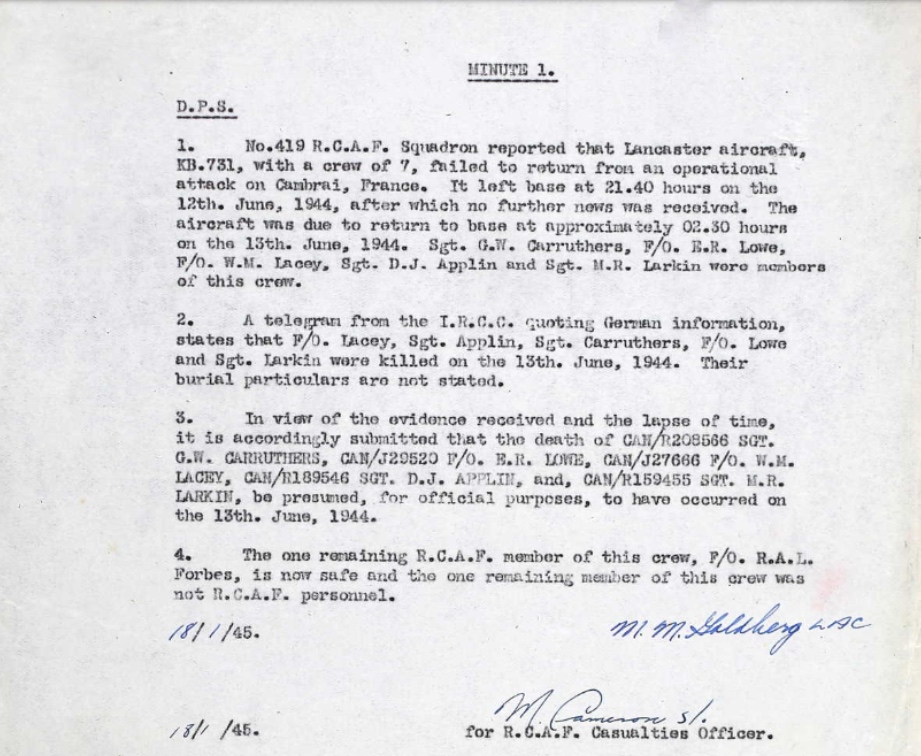 MINUTE 1.
D.P.S.
1. No.419 R.C.A.F. Squadron reported that Lancaster aircraft,
KB.731, with a crew of 7, failed to return from an operational
attack on Cambrai, France. It left base at 21.40 hours on the
12th. June, 1944, after which no further news was received. The
aircraft was due to return to base at approximately 02.30 hours
on the 13th. June, 1944. Sgt. G.W. Carruthers, F/O. E.R. Lowe,
F/O. W.M. Lacey, Sgt. D.J. Applin and Sgt. M.R. Larkin were members
of this crew.
2. A telegram from the I.R.C.C. quoting German information,
states that F/O. Lacey, Sgt. Applin, Sgt. Carruthers, F/O. Lowe
and Sgt. Larkin were killed on the 13th. June, 1944. Their
burial particulars are not stated.
3. In view of the evidence received and the lapse of time,
it is accordingly submitted that the death of CAN/R208566 SGT.
G.W. CARRUTHERS, CAN/J29520 F/O. E.R. LOWE, CAN/J27666 F/O. W.M.
LACEY, CAN/R189546 SGT. D.J. APPLIN, and, CAN/R159455 SGT. M.R.
LARKIN, be presumed, for official purposes, to have occurred on
the 13th. June, 1944.
4. The one remaining R.C.A.F. member of this crew, F/O. R.A.L.
Forbes, is now safe and the one remaining member of this crew was
not R.C.A.F. personnel.
18/1/45. M. M. Goldberg LAC
M. Cameron S/.
18/1/45. for R.C.A.F. Casualties Officer.